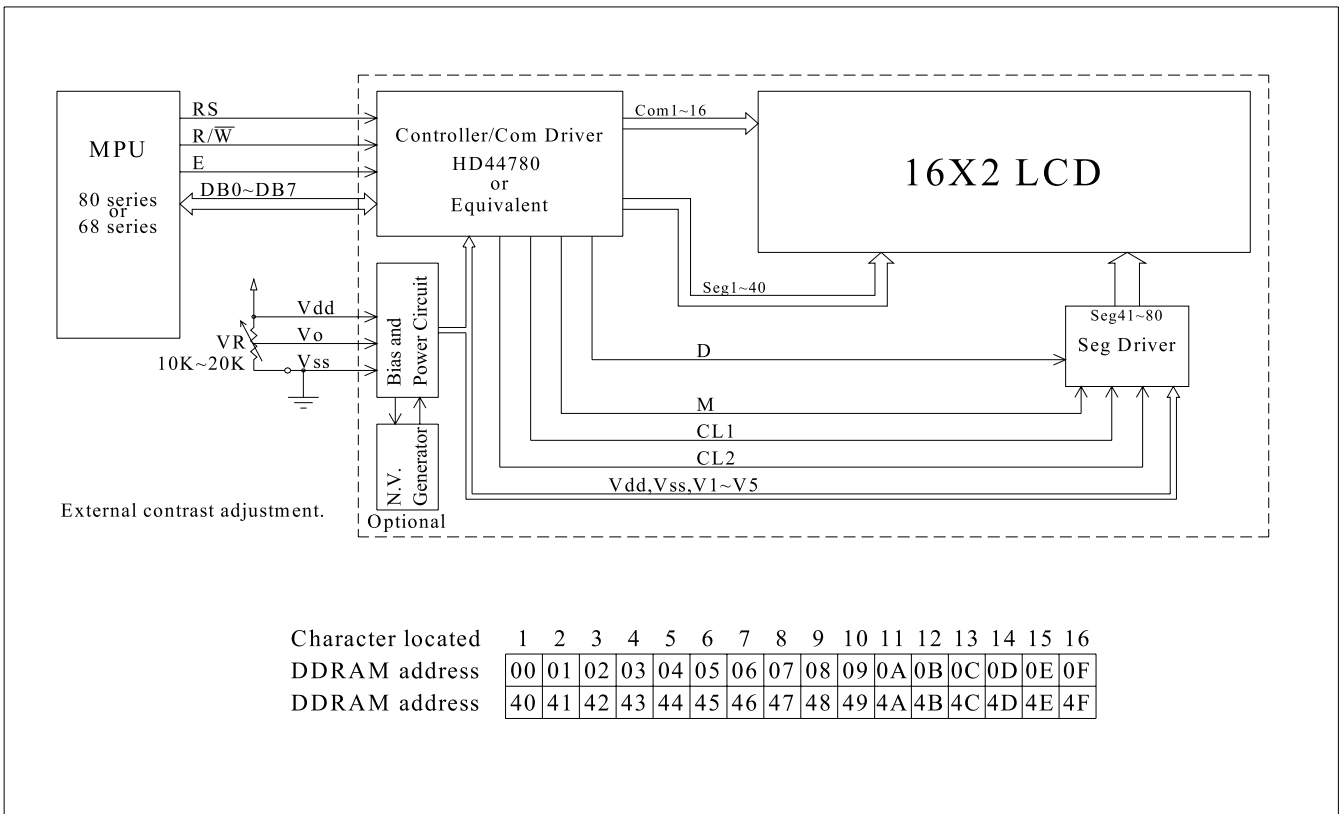 MPU
80 series
or
68 series
RS
R/W̅
E
DB0~DB7
Controller/Com Driver
HD44780
or
Equivalent
Com1~16
16X2 LCD
Seg1~40
Seg41~80
Seg Driver
D
M
CL1
CL2
Vdd,Vss,V1~V5
Vdd
Vo
Vss
VR
10K~20K
Bias and
Power Circuit
N.V.
Generator
Optional
External contrast adjustment.
Character located 1 2 3 4 5 6 7 8 9 10 11 12 13 14 15 16
DDRAM address 00 01 02 03 04 05 06 07 08 09 0A 0B 0C 0D 0E 0F
DDRAM address 40 41 42 43 44 45 46 47 48 49 4A 4B 4C 4D 4E 4F